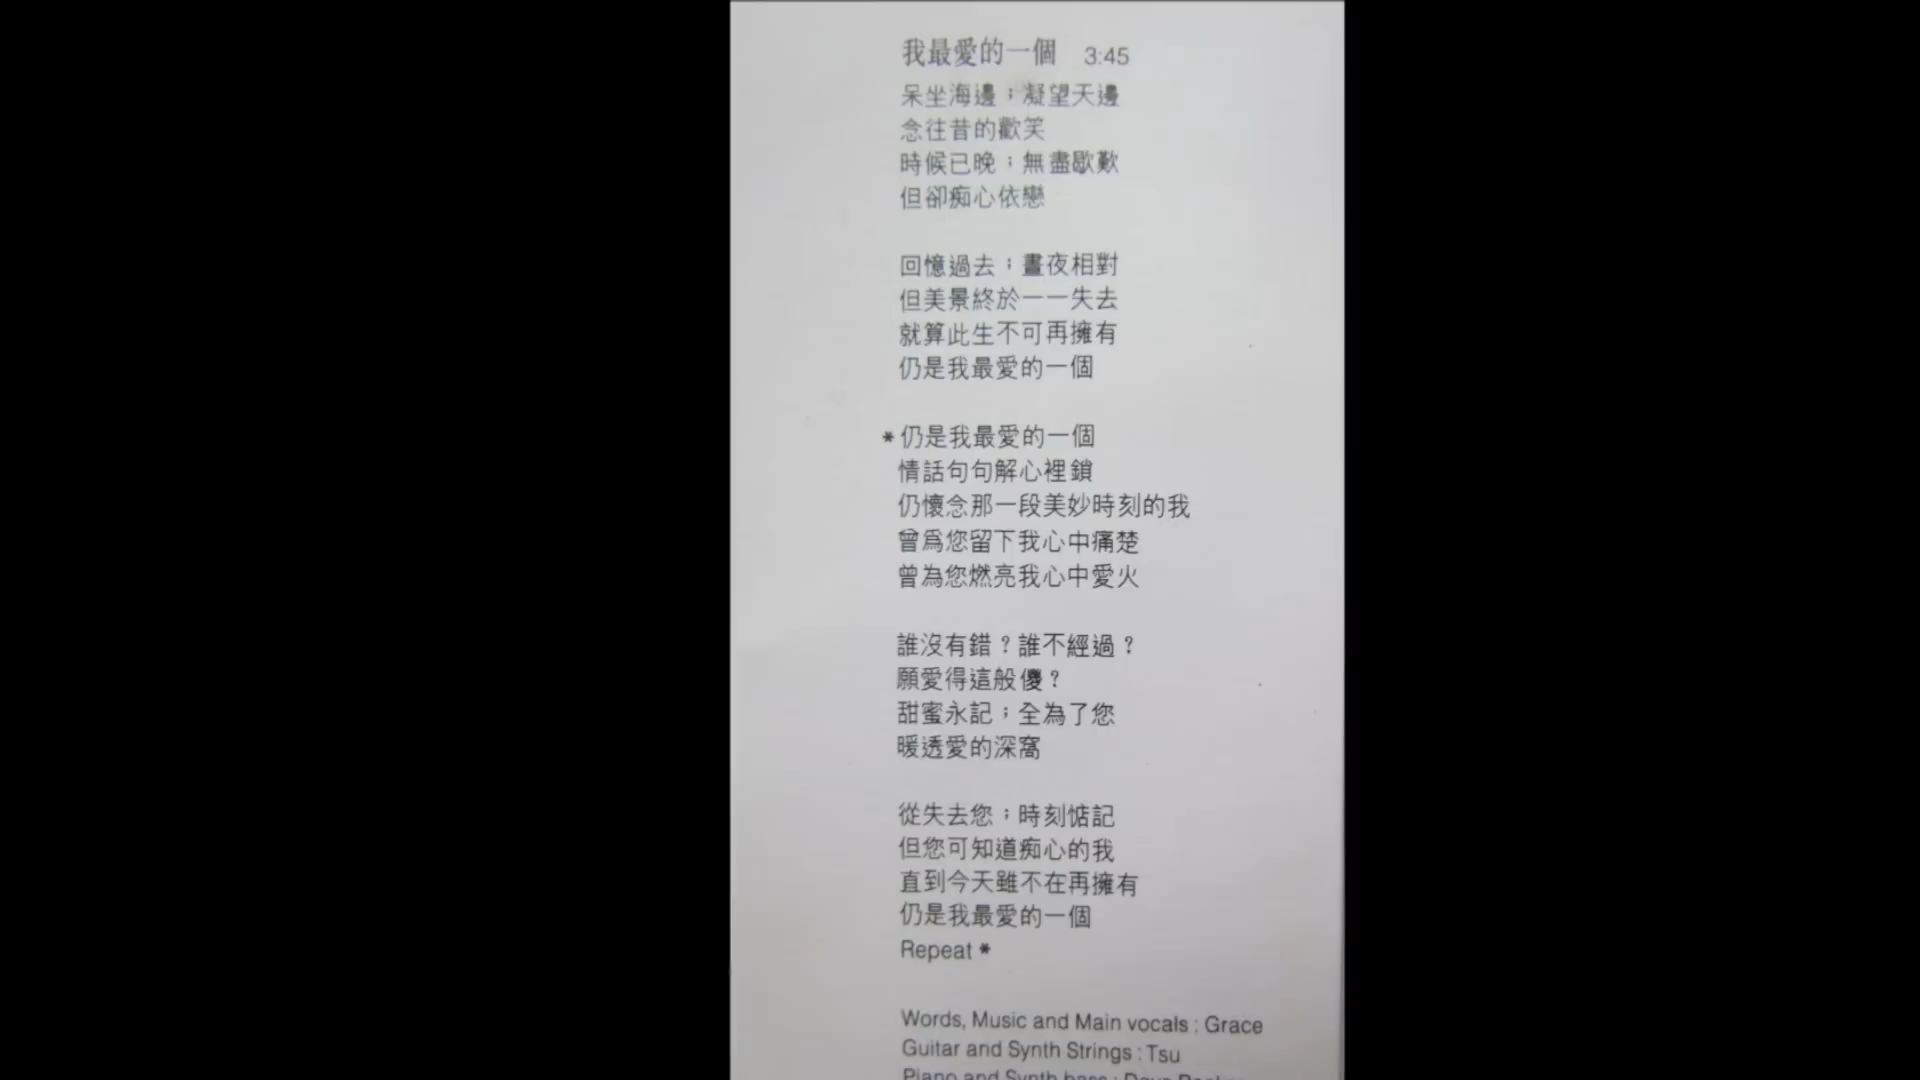 我最愛的一個 3:45
呆坐海邊；凝望天邊
念往昔的歡笑
時候已晚；無盡歇歎
但卻痴心依戀
回憶過去；晝夜相對
但美景終於一一失去
就算此生不可再擁有
仍是我最愛的一個
*仍是我最愛的一個
情話句句解心裡鎖
仍懷念那一段美妙時刻的我
曾爲您留下我心中痛楚
曾為您燃亮我心中愛火
誰沒有錯？誰不經過？
願愛得這般傻？
甜蜜永記；全為了您
暖透愛的深窩
從失去您；時刻惦記
但您可知道痴心的我
直到今天雖不在再擁有
仍是我最愛的一個
Repeat *
Words, Music and Main vocals : Grace
Guitar and Synth Strings : Tsu
Piano and Synth bass : Dave